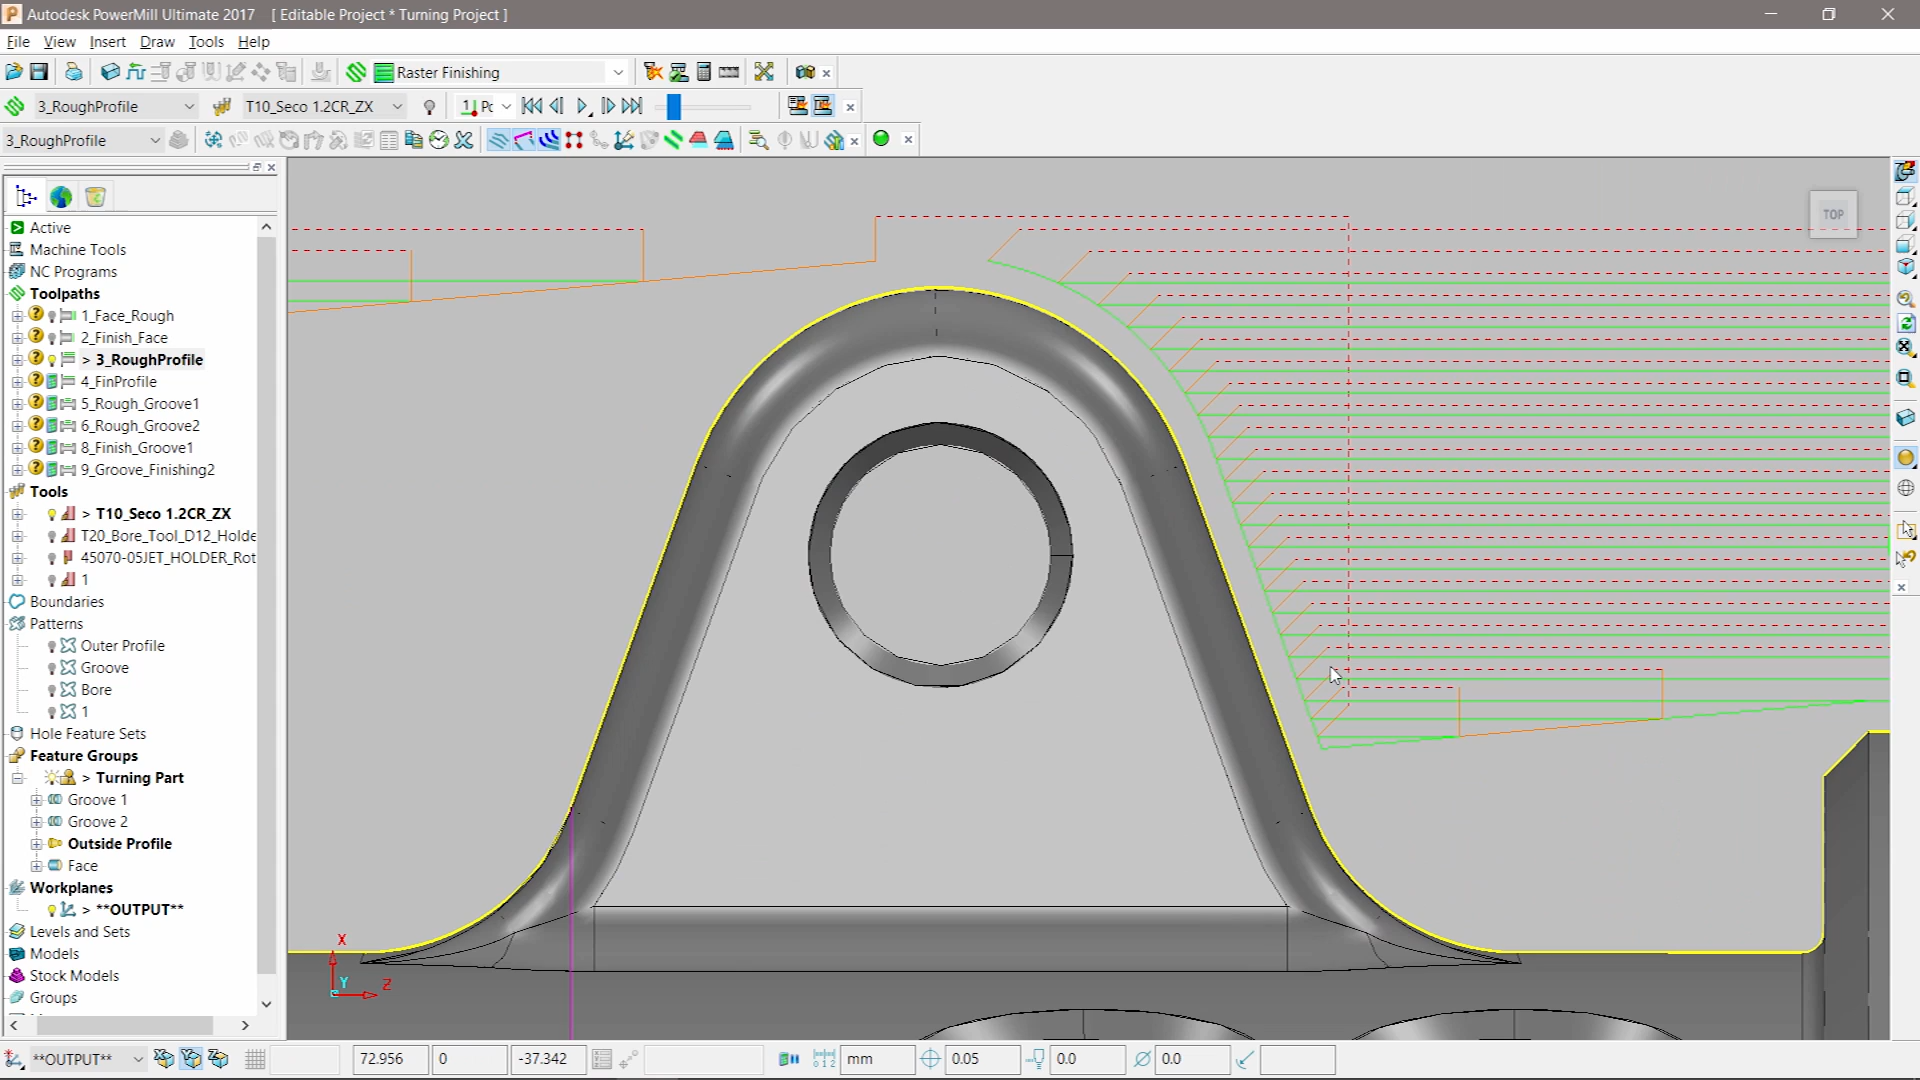 Autodesk PowerMill Ultimate 2017 [ Editable Project * Turning Project ]
File View Insert Draw Tools Help
Raster Finishing
3_RoughProfile T10_Seco 1.2CR_ZX
3_RoughProfile
TOP
Active
Machine Tools
NC Programs
Toolpaths
1_Face_Rough
2_Finish_Face
> 3_RoughProfile
4_FinProfile
5_Rough_Groove1
6_Rough_Groove2
8_Finish_Groove1
9_Groove_Finishing2
Tools
> T10_Seco 1.2CR_ZX
T20_Bore_Tool_D12_Holde
45070-05JET_HOLDER_Rot
1
Boundaries
Patterns
Outer Profile
Groove
Bore
1
Hole Feature Sets
Feature Groups
> Turning Part
Groove 1
Groove 2
Outside Profile
Face
Workplanes
> **OUTPUT**
Levels and Sets
Models
Stock Models
Groups
X
Y
Z
**OUTPUT** 72.956 0 -37.342 mm 0.05 0.0 0.0